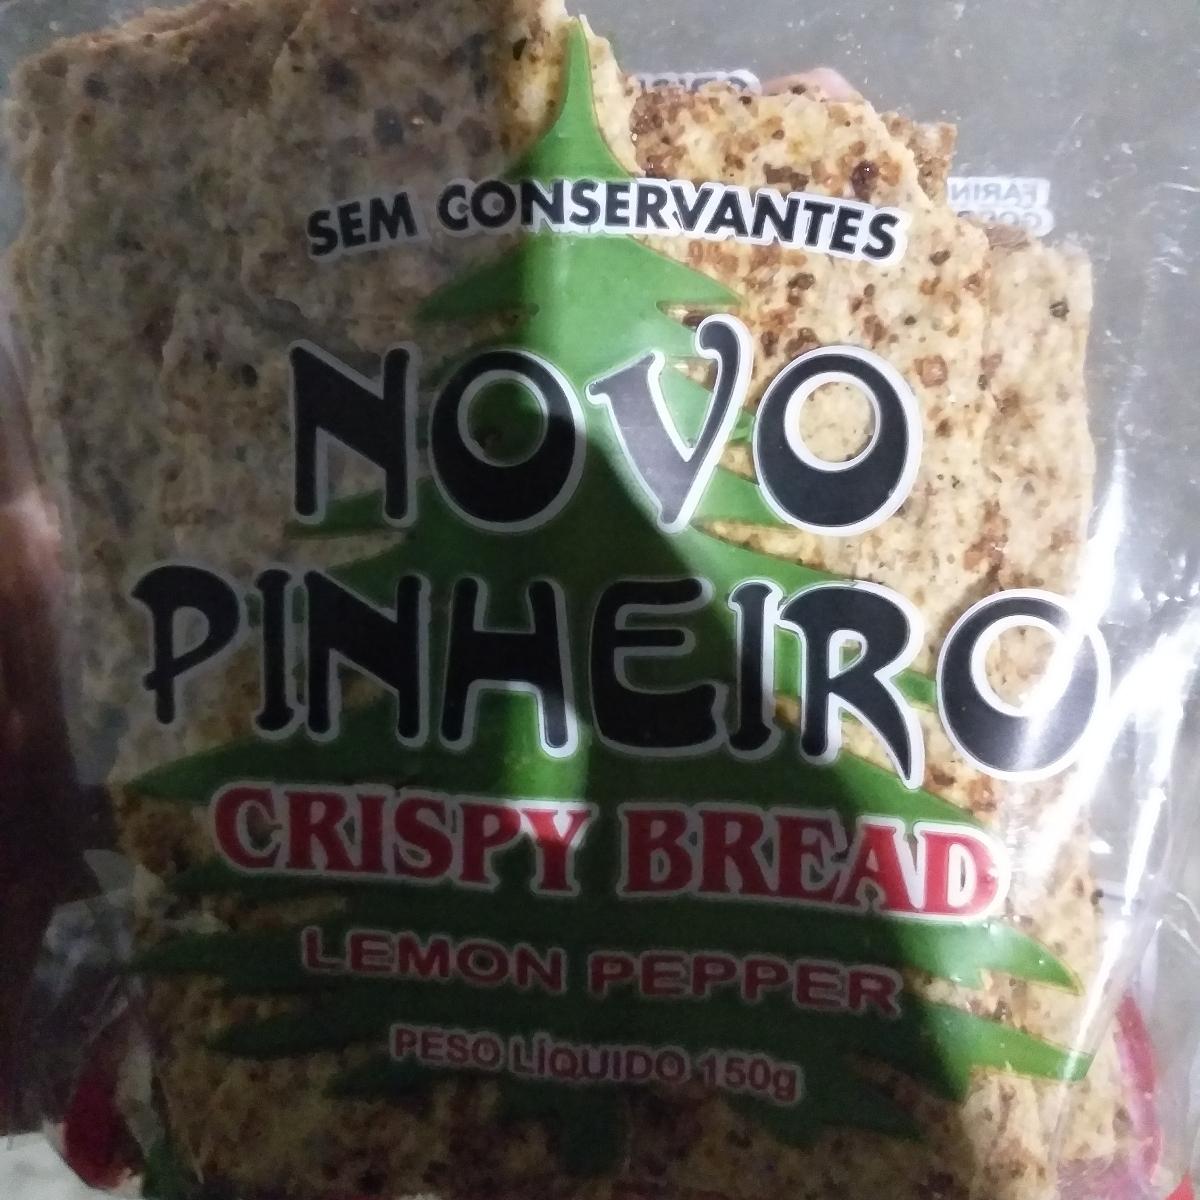 SEM CONSERVANTES
NOVO
PINHEIRO
CRISPY BREAD
LEMON PEPPER
PESO LÍQUIDO 150g